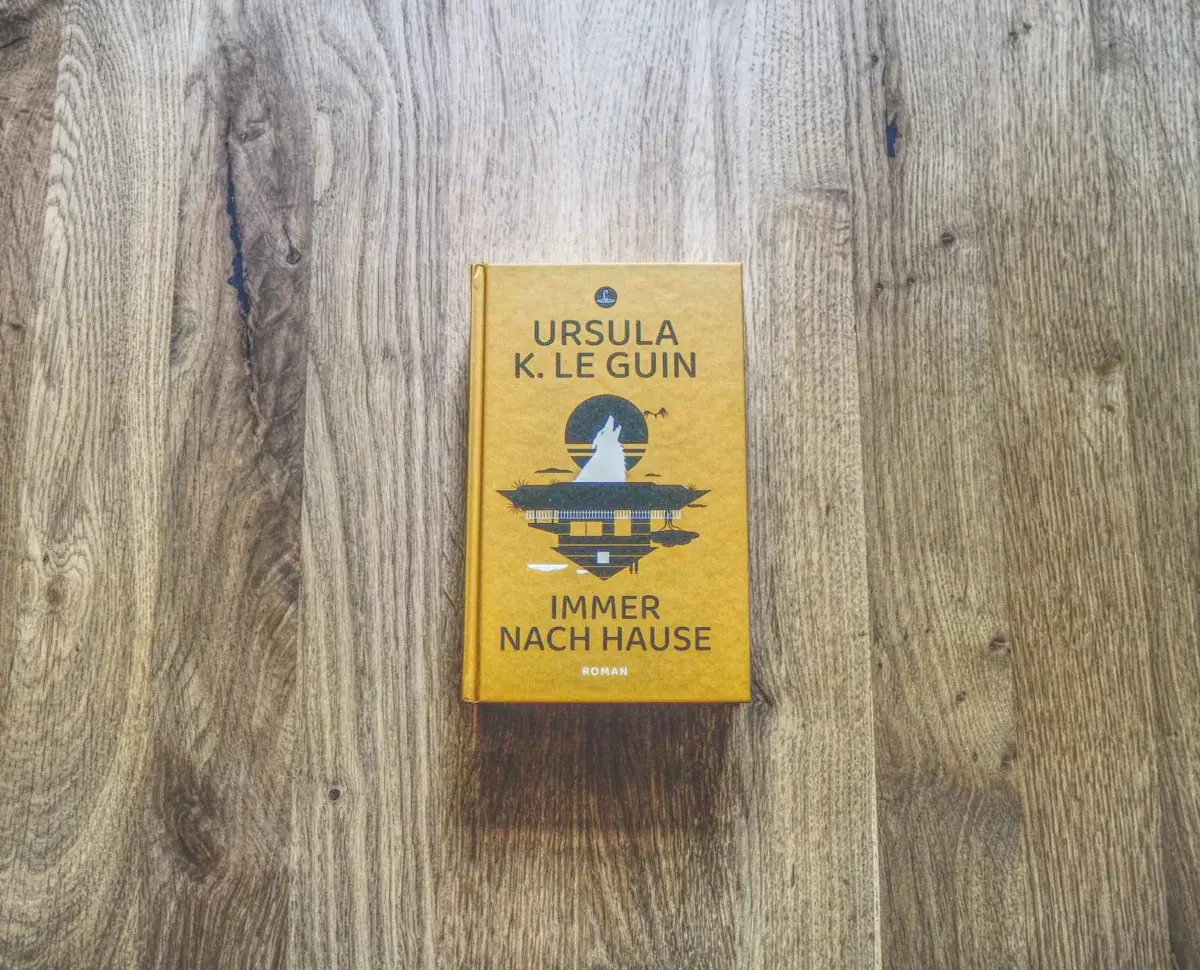 URSULA
K. LE GUIN
IMMER
NACH HAUSE
ROMAN